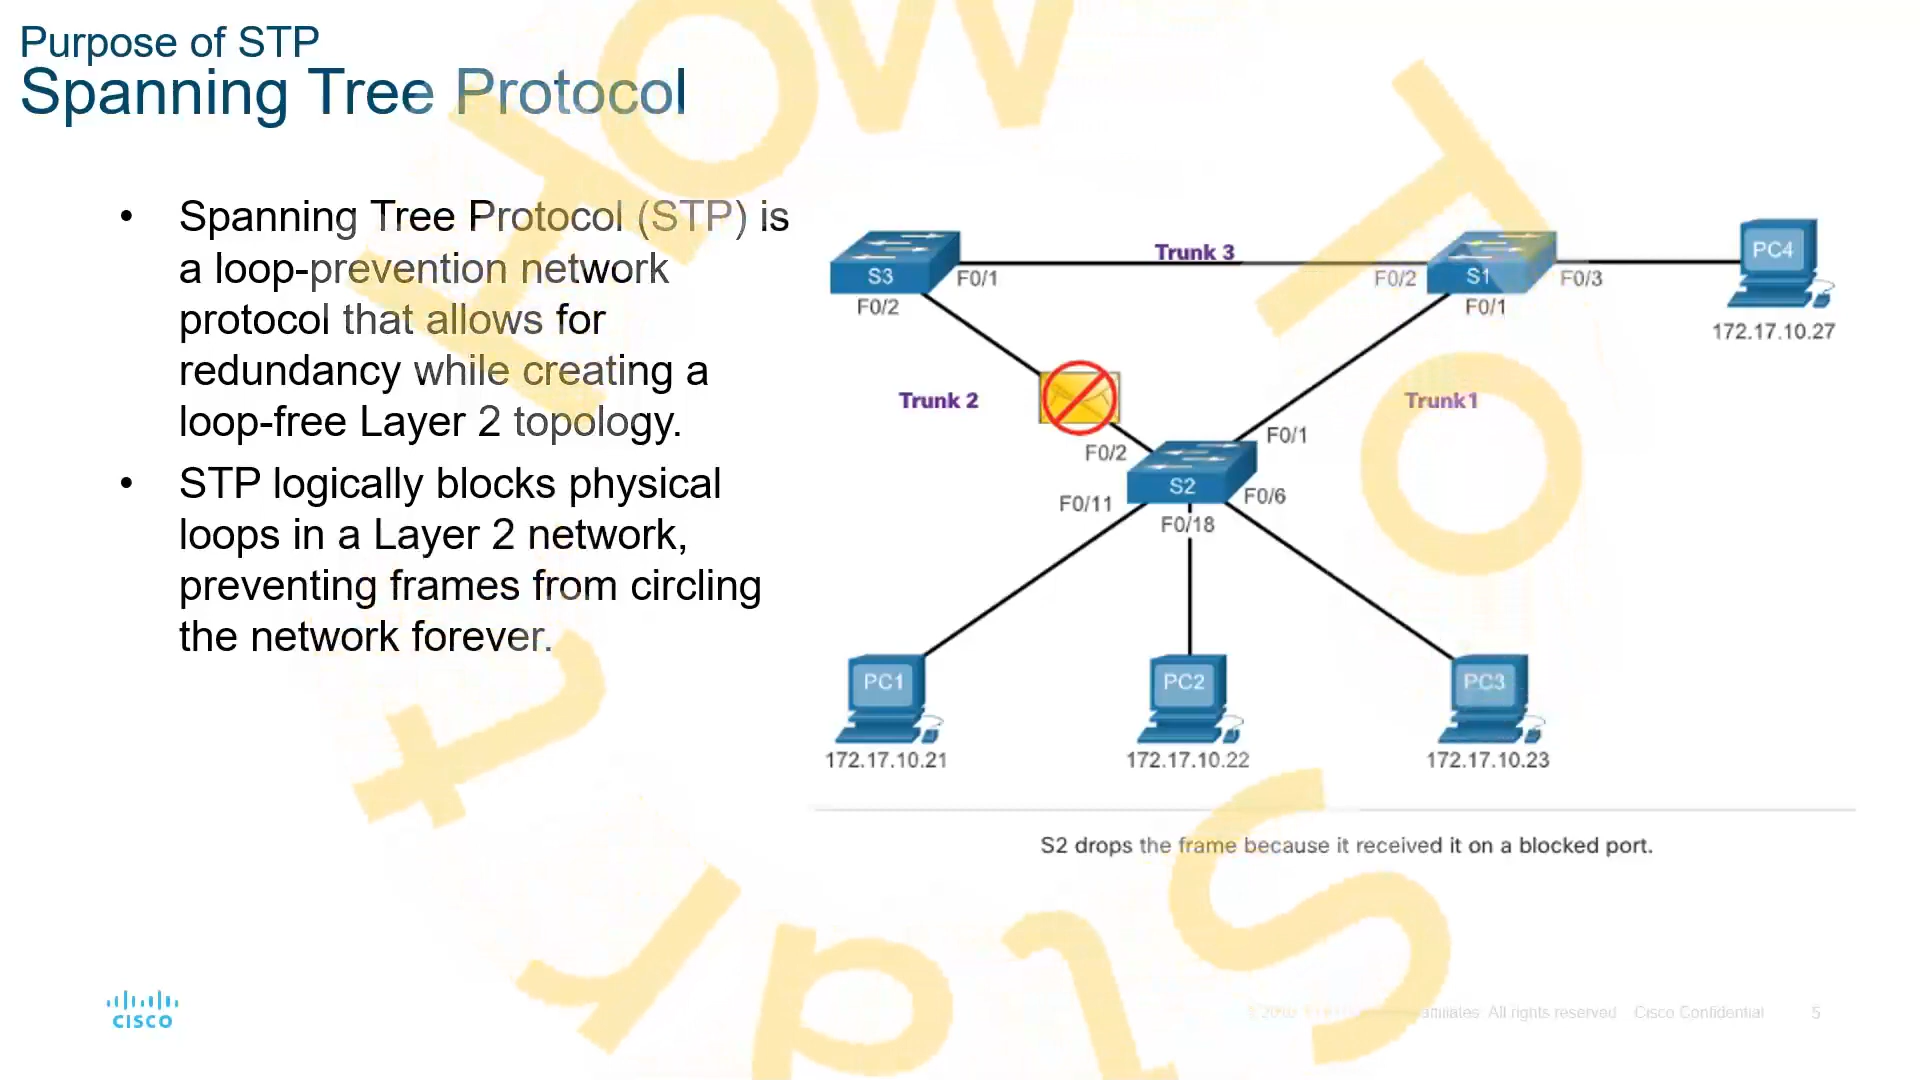 Purpose of STP
Spanning Tree Protocol
• Spanning Tree Protocol (STP) is
a loop-prevention network
protocol that allows for
redundancy while creating a
loop-free Layer 2 topology.
• STP logically blocks physical
loops in a Layer 2 network,
preventing frames from circling
the network forever.
Trunk 3
S3
F0/1
F0/2
S1
F0/3
PC4
F0/2
F0/1
172.17.10.27
Trunk 2
Trunk1
F0/2
F0/1
S2
F0/11
F0/6
F0/18
PC1
PC2
PC3
172.17.10.21
172.17.10.22
172.17.10.23
S2 drops the frame because it received it on a blocked port.
CISCO
affiliates All rights reserved Cisco Confidential
5
How To
Start